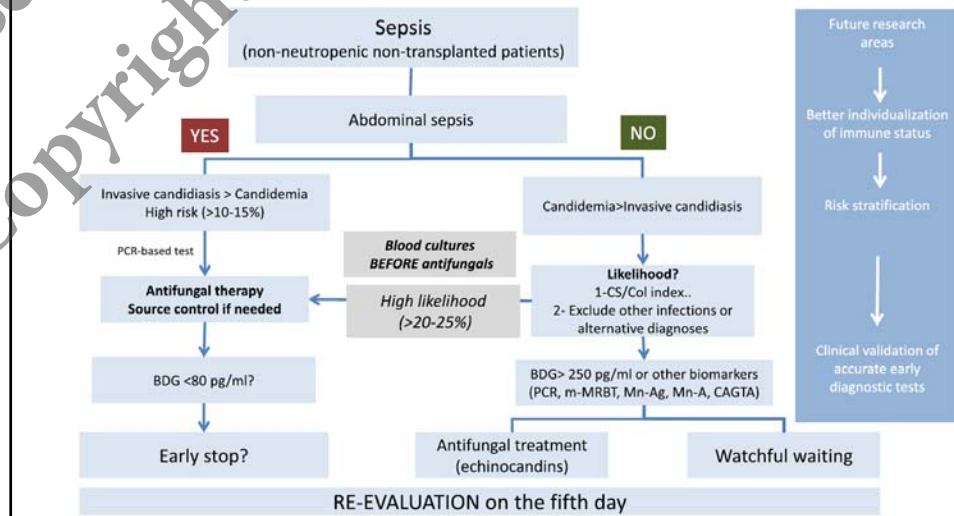 Copyright
Sepsis
(non-neutropenic non-transplanted patients)
Abdominal sepsis
YES
NO
Invasive candidiasis > Candidemia
High risk (>10-15%)
Candidemia>Invasive candidiasis
PCR-based test
Blood cultures
BEFORE antifungals
Antifungal therapy
Source control if needed
High likelihood
(>20-25%)
Likelihood?
1-CS/Col index..
2- Exclude other infections or
alternative diagnoses
BDG <80 pg/ml?
BDG> 250 pg/ml or other biomarkers
(PCR, m-MRBT, Mn-Ag, Mn-A, CAGTA)
Early stop?
Antifungal treatment
(echinocandins)
Watchful waiting
RE-EVALUATION on the fifth day
Future research
areas
Better individualization
of immune status
Risk stratification
Clinical validation of
accurate early
diagnostic tests